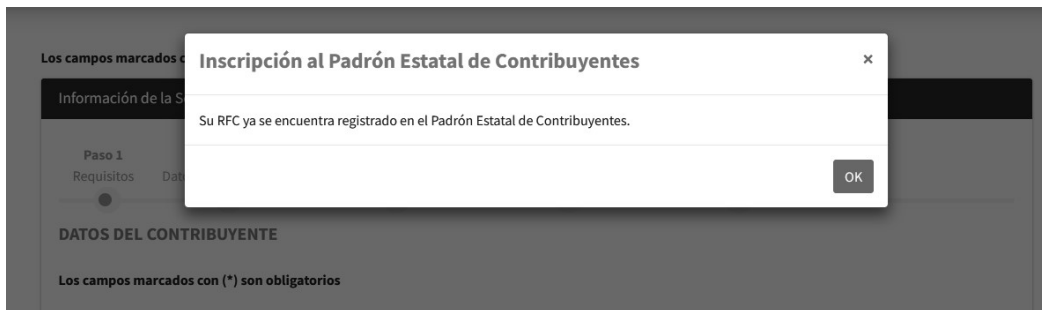 Los campos marcados
Inscripción al Padrón Estatal de Contribuyentes
×
Información de la
Su RFC ya se encuentra registrado en el Padrón Estatal de Contribuyentes.
Paso 1
Requisitos
OK
DATOS DEL CONTRIBUYENTE
Los campos marcados con (*) son obligatorios